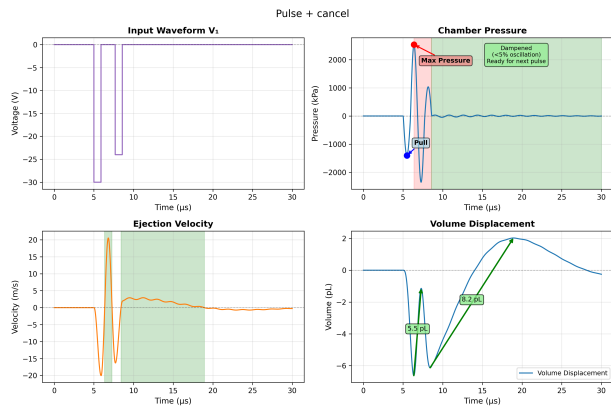 Pulse + cancel
Input Waveform V₁
Voltage (V)
0
−5
−10
−15
−20
−25
−30
0 5 10 15 20 25 30
Time (μs)
Chamber Pressure
Pressure (kPa)
2000
1000
0
−1000
−2000
Max Pressure
Pull
Dampened
(<5% oscillation)
Ready for next pulse
0 5 10 15 20 25 30
Time (μs)
Ejection Velocity
Velocity (m/s)
20
15
10
5
0
−5
−10
−15
−20
0 5 10 15 20 25 30
Time (μs)
Volume Displacement
Volume (pL)
2
0
−2
−4
−6
5.5 pL
8.2 pL
Volume Displacement
0 5 10 15 20 25 30
Time (μs)